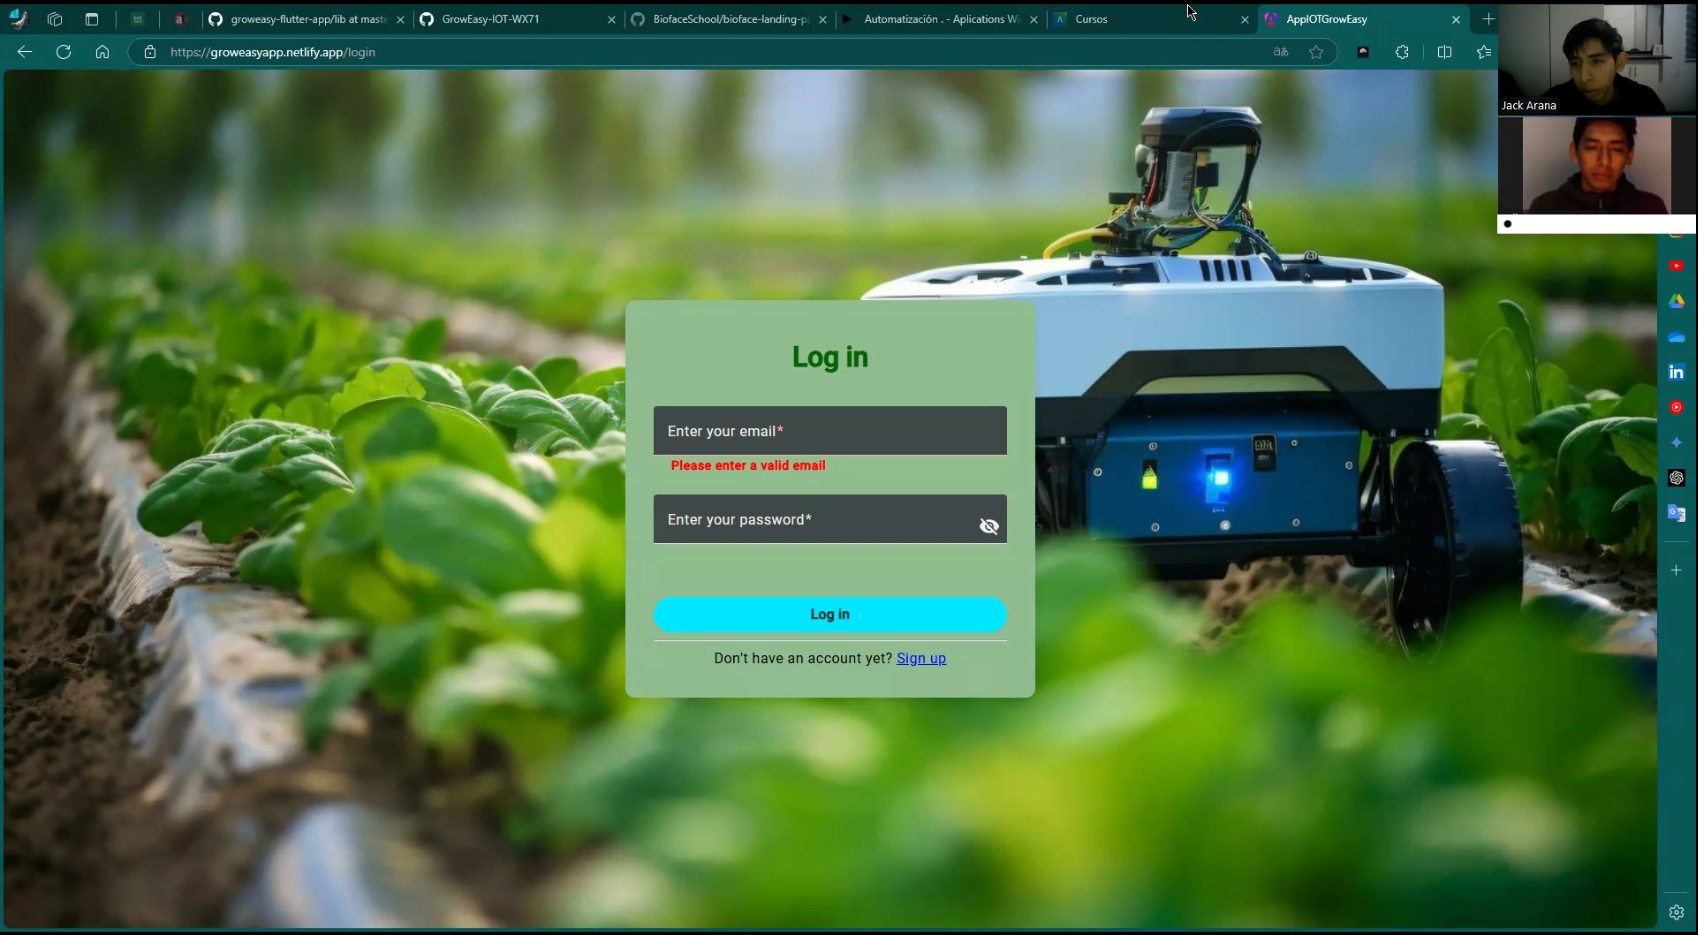 groweasy-flutter-app/lib at maste
GrowEasy-IOT-WX71
BiofaceSchool/bioface-landing-pa
Automatización . - Aplications Wi
Cursos
AppIOTGrowEasy
https://groweasyapp.netlify.app/login
Jack Arana
Log in
Enter your email*
Please enter a valid email
Enter your password*
Log in
Don't have an account yet? Sign up